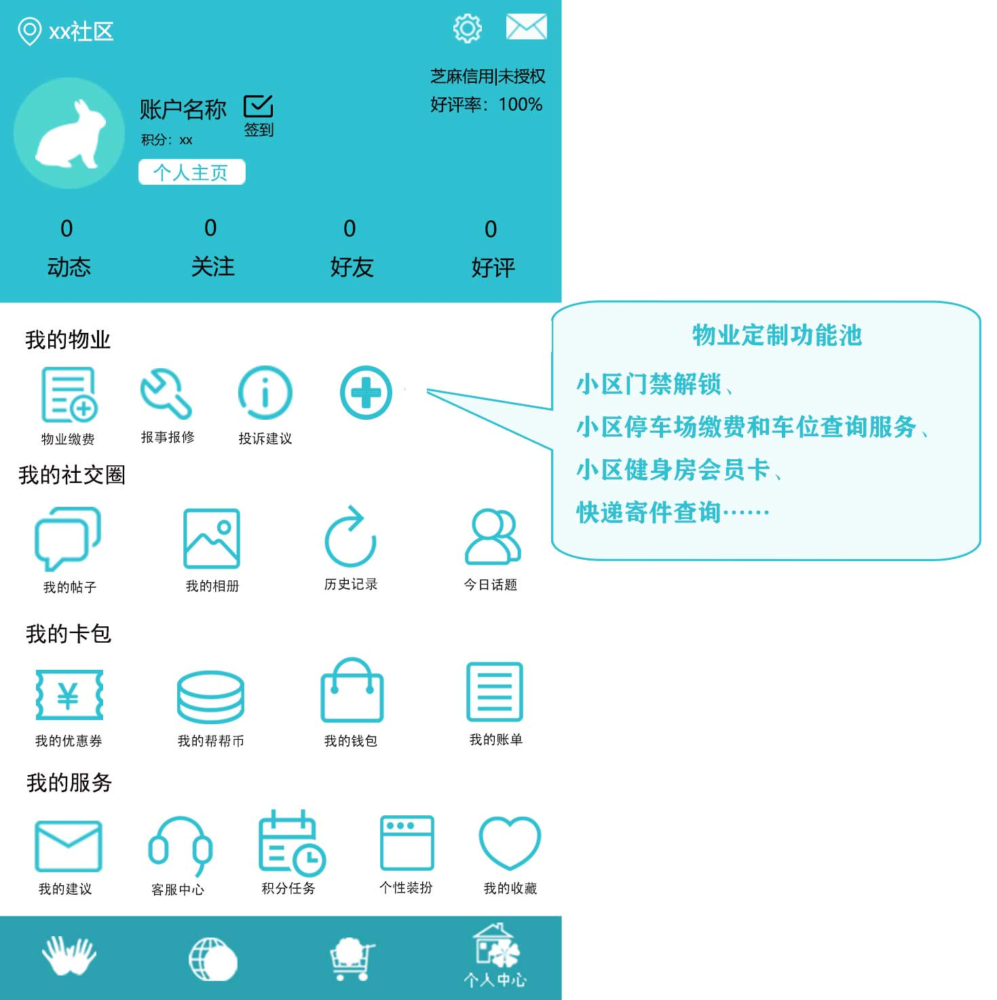 xx社区
芝麻信用|未授权
好评率：100%
账户名称
签到
积分：xx
个人主页
0 0 0 0
动态 关注 好友 好评
我的物业
物业缴费 报事报修 投诉建议
物业定制功能池
小区门禁解锁、
小区停车场缴费和车位查询服务、
小区健身房会员卡、
快递寄件查询……
我的社交圈
我的帖子 我的相册 历史记录 今日话题
我的卡包
¥
我的优惠券 我的帮帮币 我的钱包 我的账单
我的服务
我的建议 客服中心 积分任务 个性装扮 我的收藏
个人中心